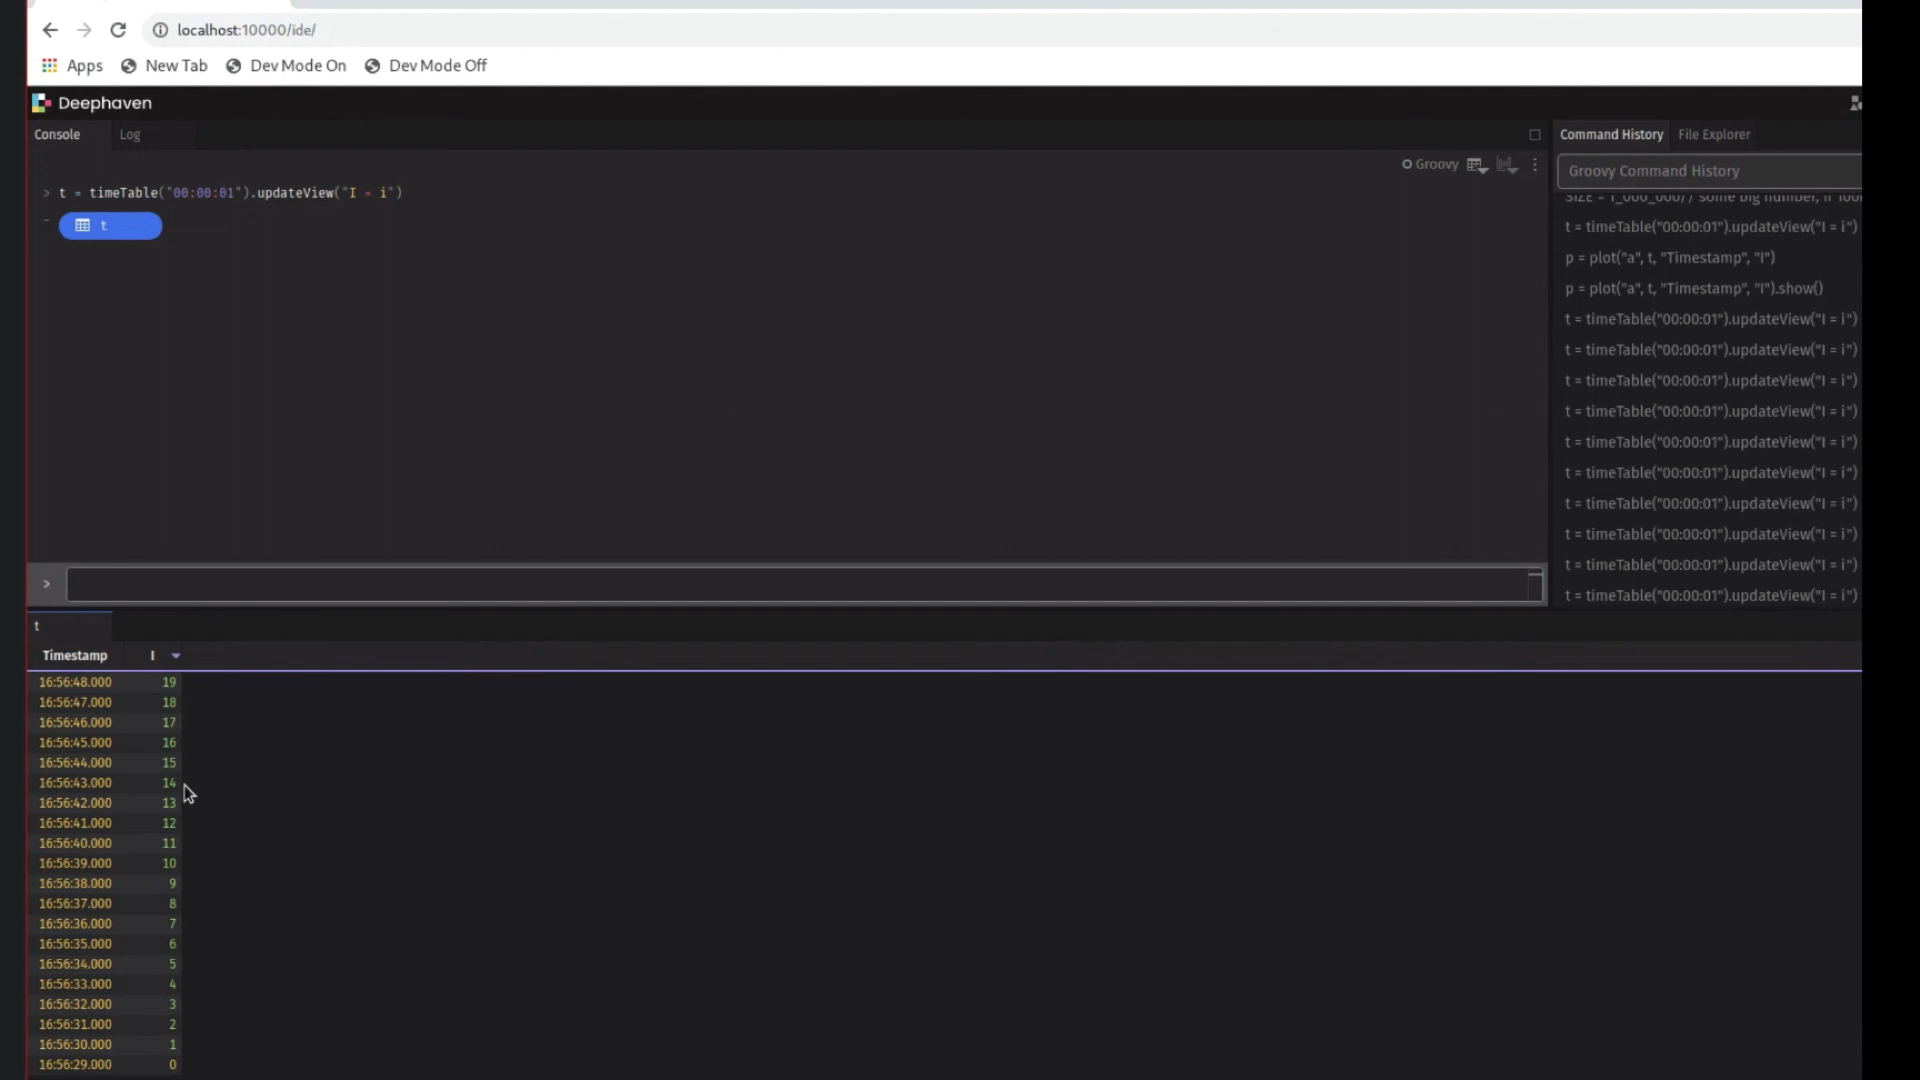 localhost:10000/ide/
Apps New Tab Dev Mode On Dev Mode Off
Deephaven
Console Log
Command History File Explorer
Groovy
Groovy Command History
> t = timeTable("00:00:01").updateView("I = i")
- t
t = timeTable("00:00:01").updateView("I = i")
p = plot("a", t, "Timestamp", "I")
p = plot("a", t, "Timestamp", "I").show()
t = timeTable("00:00:01").updateView("I = i")
t = timeTable("00:00:01").updateView("I = i")
t = timeTable("00:00:01").updateView("I = i")
t = timeTable("00:00:01").updateView("I = i")
t = timeTable("00:00:01").updateView("I = i")
t = timeTable("00:00:01").updateView("I = i")
t = timeTable("00:00:01").updateView("I = i")
t = timeTable("00:00:01").updateView("I = i")
t = timeTable("00:00:01").updateView("I = i")
t = timeTable("00:00:01").updateView("I = i")
>
t
Timestamp I
16:56:48.000 19
16:56:47.000 18
16:56:46.000 17
16:56:45.000 16
16:56:44.000 15
16:56:43.000 14
16:56:42.000 13
16:56:41.000 12
16:56:40.000 11
16:56:39.000 10
16:56:38.000 9
16:56:37.000 8
16:56:36.000 7
16:56:35.000 6
16:56:34.000 5
16:56:33.000 4
16:56:32.000 3
16:56:31.000 2
16:56:30.000 1
16:56:29.000 0